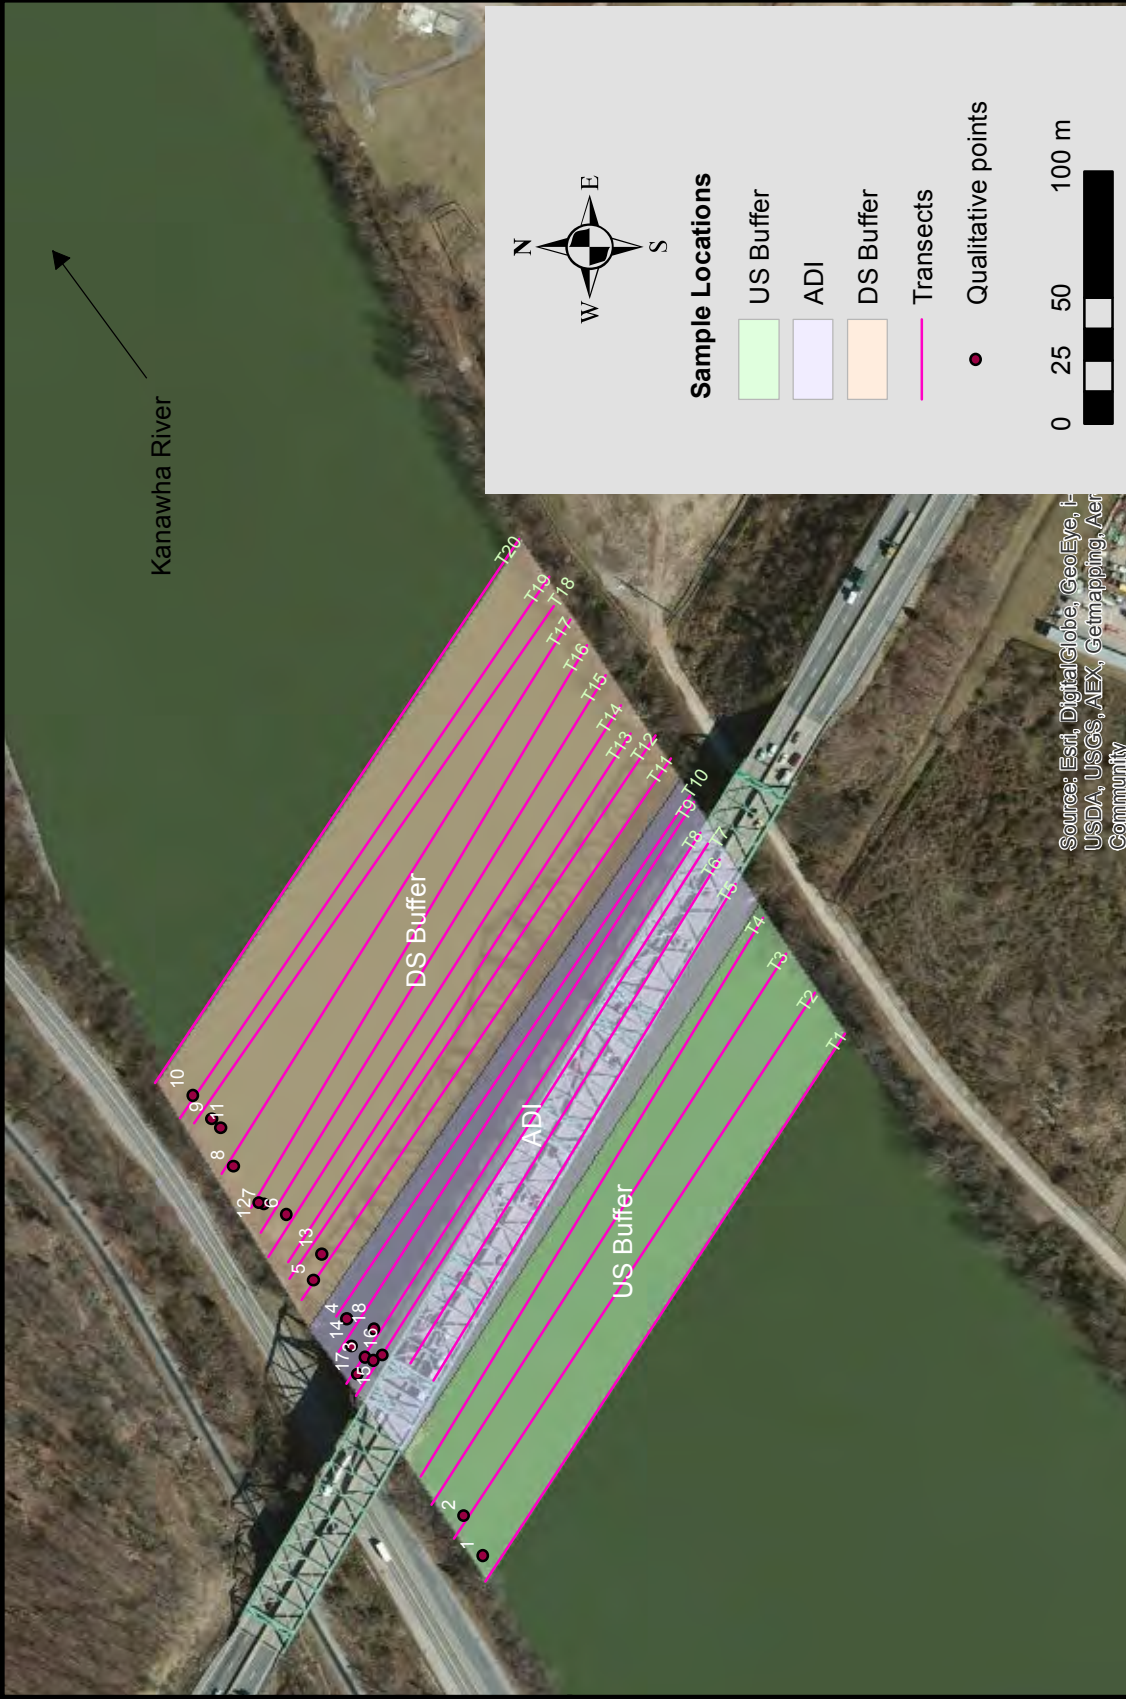 Kanawha River
N
W
E
S
Sample Locations
US Buffer
ADI
DS Buffer
Transects
Qualitative points
0 25 50 100 m
DS Buffer
ADI
US Buffer
T20
T19
T18
T17
T16
T15
T14
T13
T12
T11
T10
T9
T8
T7
T6
T5
T4
T3
T2
T1
10
9
11
8
127
6
13
5
4
14
18
3
17
16
15
2
1
Source: Esri, DigitalGlobe, GeoEye, i-
USDA, USGS, AEX, Getmapping, Aer
Community